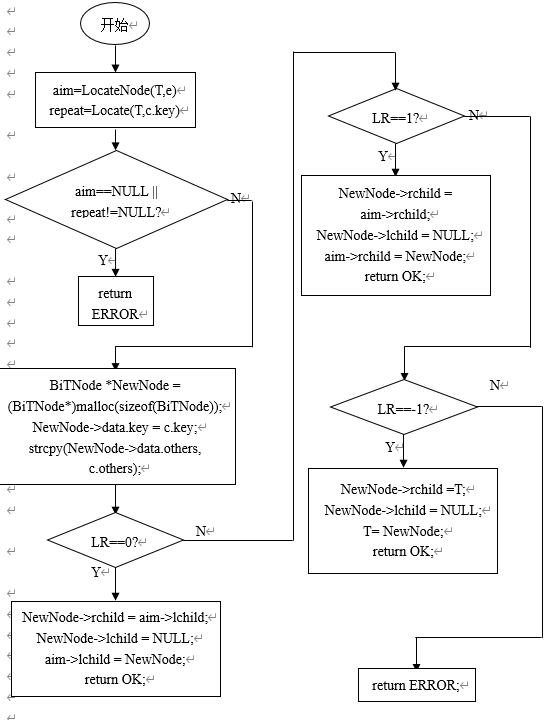 开始
aim=LocateNode(T,e)
repeat=Locate(T,c.key)
aim==NULL ||
repeat!=NULL?
N
Y
return
ERROR
BiTNode *NewNode =
(BiTNode*)malloc(sizeof(BiTNode));
NewNode->data.key = c.key;
strcpy(NewNode->data.others,
c.others);
LR==0?
N
Y
NewNode->rchild = aim->lchild;
NewNode->lchild = NULL;
aim->lchild = NewNode;
return OK;
LR==1?
N
Y
NewNode->rchild =
aim->rchild;
NewNode->lchild = NULL;
aim->rchild = NewNode;
return OK;
LR==-1?
N
Y
NewNode->rchild =T;
NewNode->lchild = NULL;
T= NewNode;
return OK;
return ERROR;